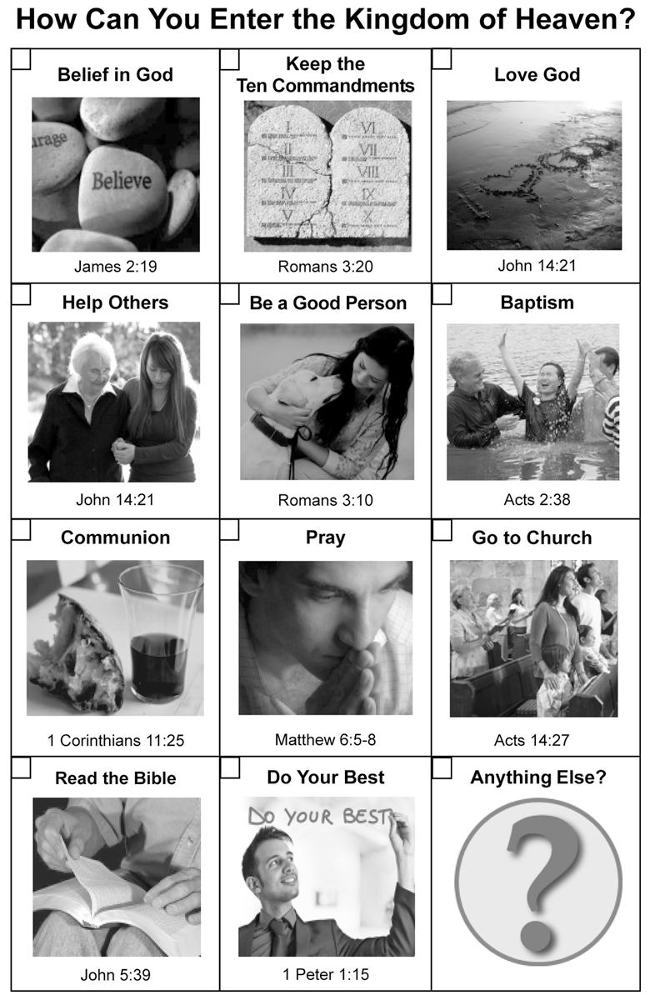 How Can You Enter the Kingdom of Heaven?
Belief in God
urage
Believe
James 2:19
Keep the
Ten Commandments
I
II
III
IV
V
VI
VII
VIII
IX
X
Romans 3:20
Love God
I
GOD
John 14:21
Help Others
John 14:21
Be a Good Person
Romans 3:10
Baptism
Acts 2:38
Communion
1 Corinthians 11:25
Pray
Matthew 6:5-8
Go to Church
Acts 14:27
Read the Bible
John 5:39
Do Your Best
DO YOUR BEST
1 Peter 1:15
Anything Else?
?